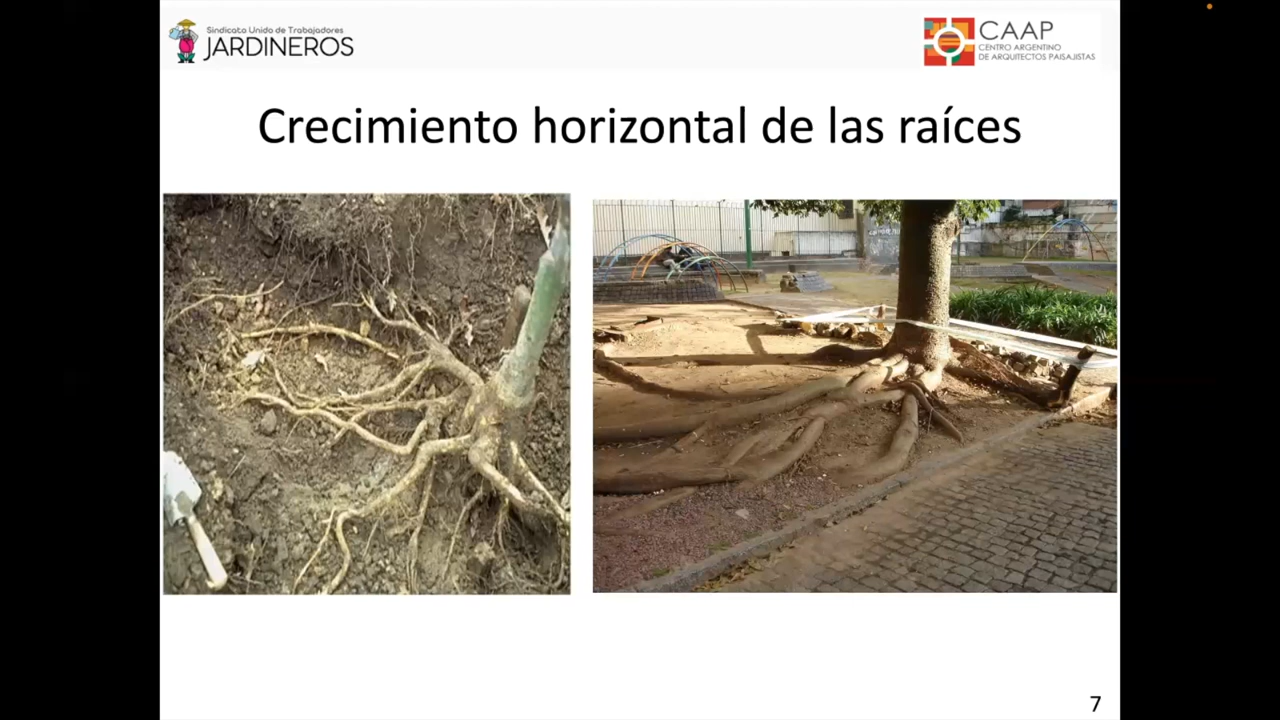 Sindicato Unido de Trabajadores
JARDINEROS
CAAP
CENTRO ARGENTINO
DE ARQUITECTOS PAISAJISTAS
Crecimiento horizontal de las raíces
7